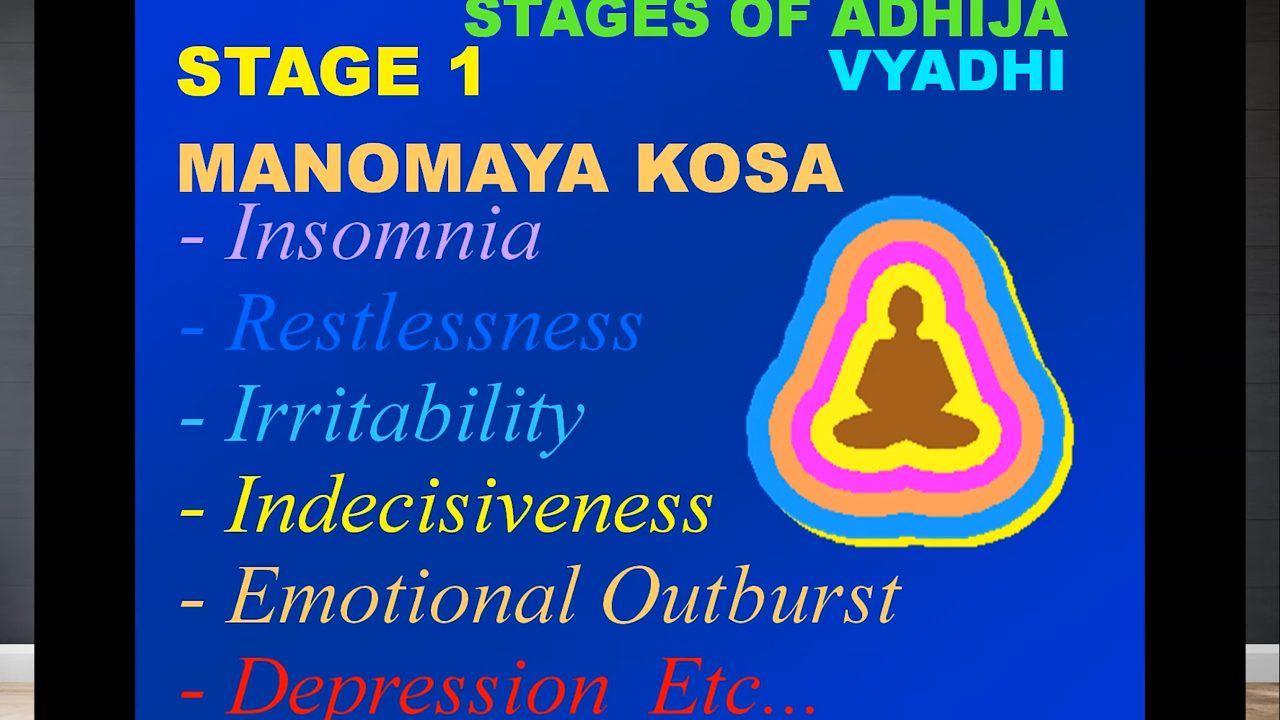 STAGES OF ADHIJA
STAGE 1
VYADHI
MANOMAYA KOSA
- Insomnia
- Restlessness
- Irritability
- Indecisiveness
- Emotional Outburst
- Depression Etc...